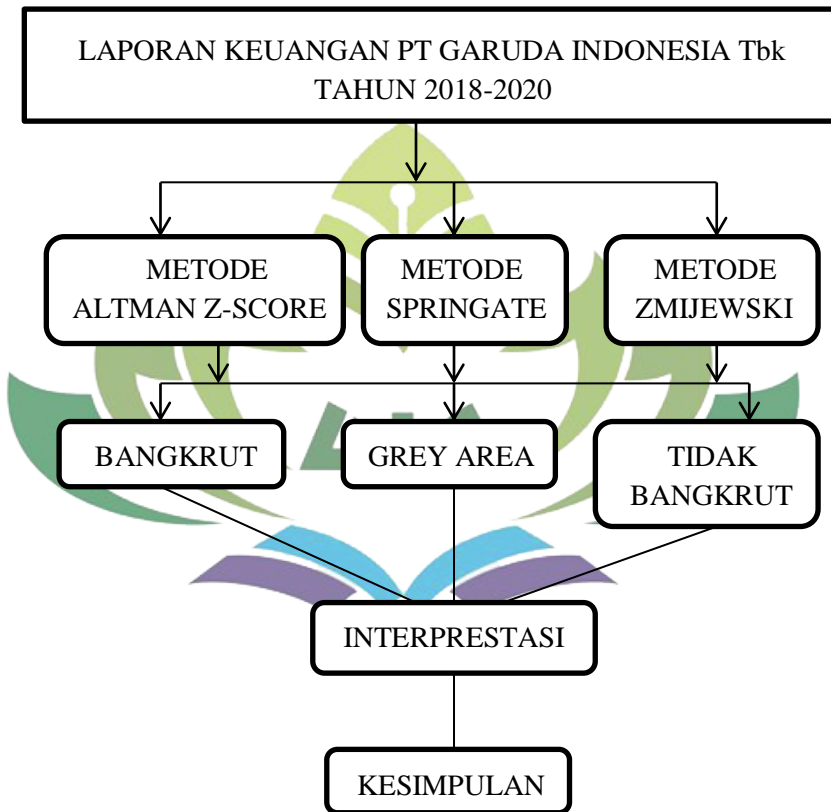 LAPORAN KEUANGAN PT GARUDA INDONESIA Tbk
TAHUN 2018-2020
METODE
ALTMAN Z-SCORE
METODE
SPRINGATE
METODE
ZMIJEWSKI
BANGKRUT
GREY AREA
TIDAK
BANGKRUT
INTERPRESTASI
KESIMPULAN